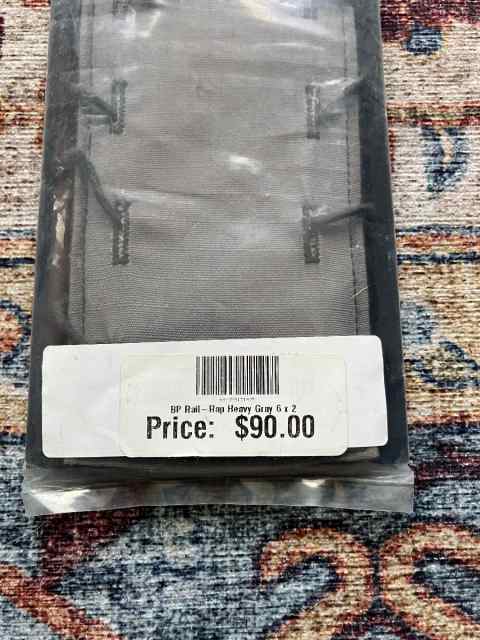 BP Rail-Rap Heavy Gray 6 x 2
Price: $90.00